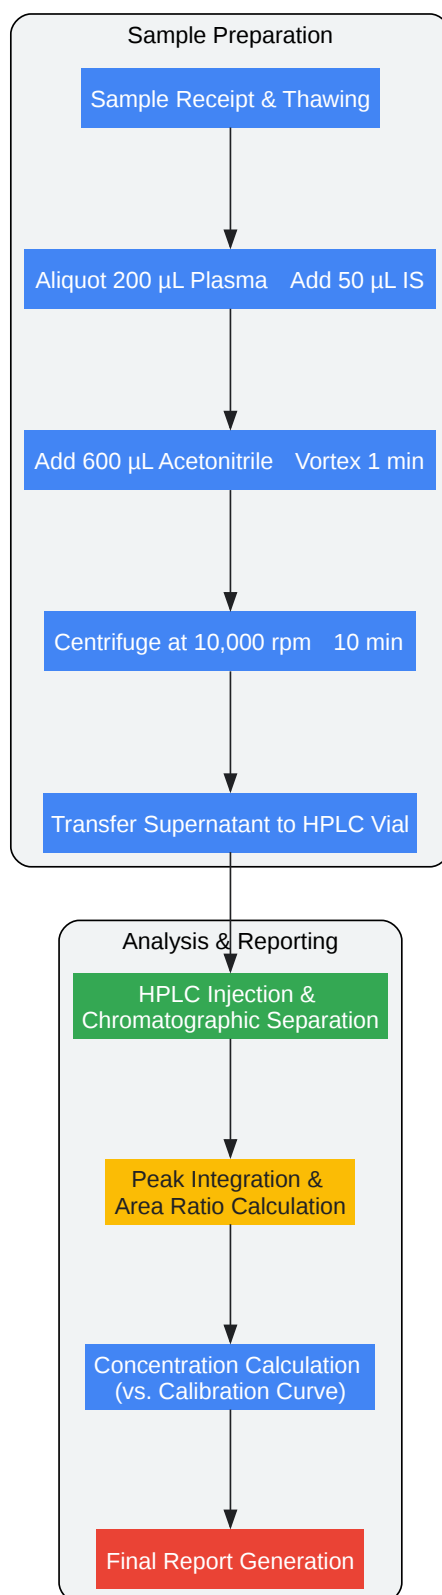 Sample Preparation
Sample Receipt & Thawing
Aliquot 200 µL Plasma    Add 50 µL IS
Add 600 µL Acetonitrile    Vortex 1 min
Centrifuge at 10,000 rpm    10 min
Transfer Supernatant to HPLC Vial
Analysis & Reporting
HPLC Injection &
Chromatographic Separation
Peak Integration &
Area Ratio Calculation
Concentration Calculation
(vs. Calibration Curve)
Final Report Generation